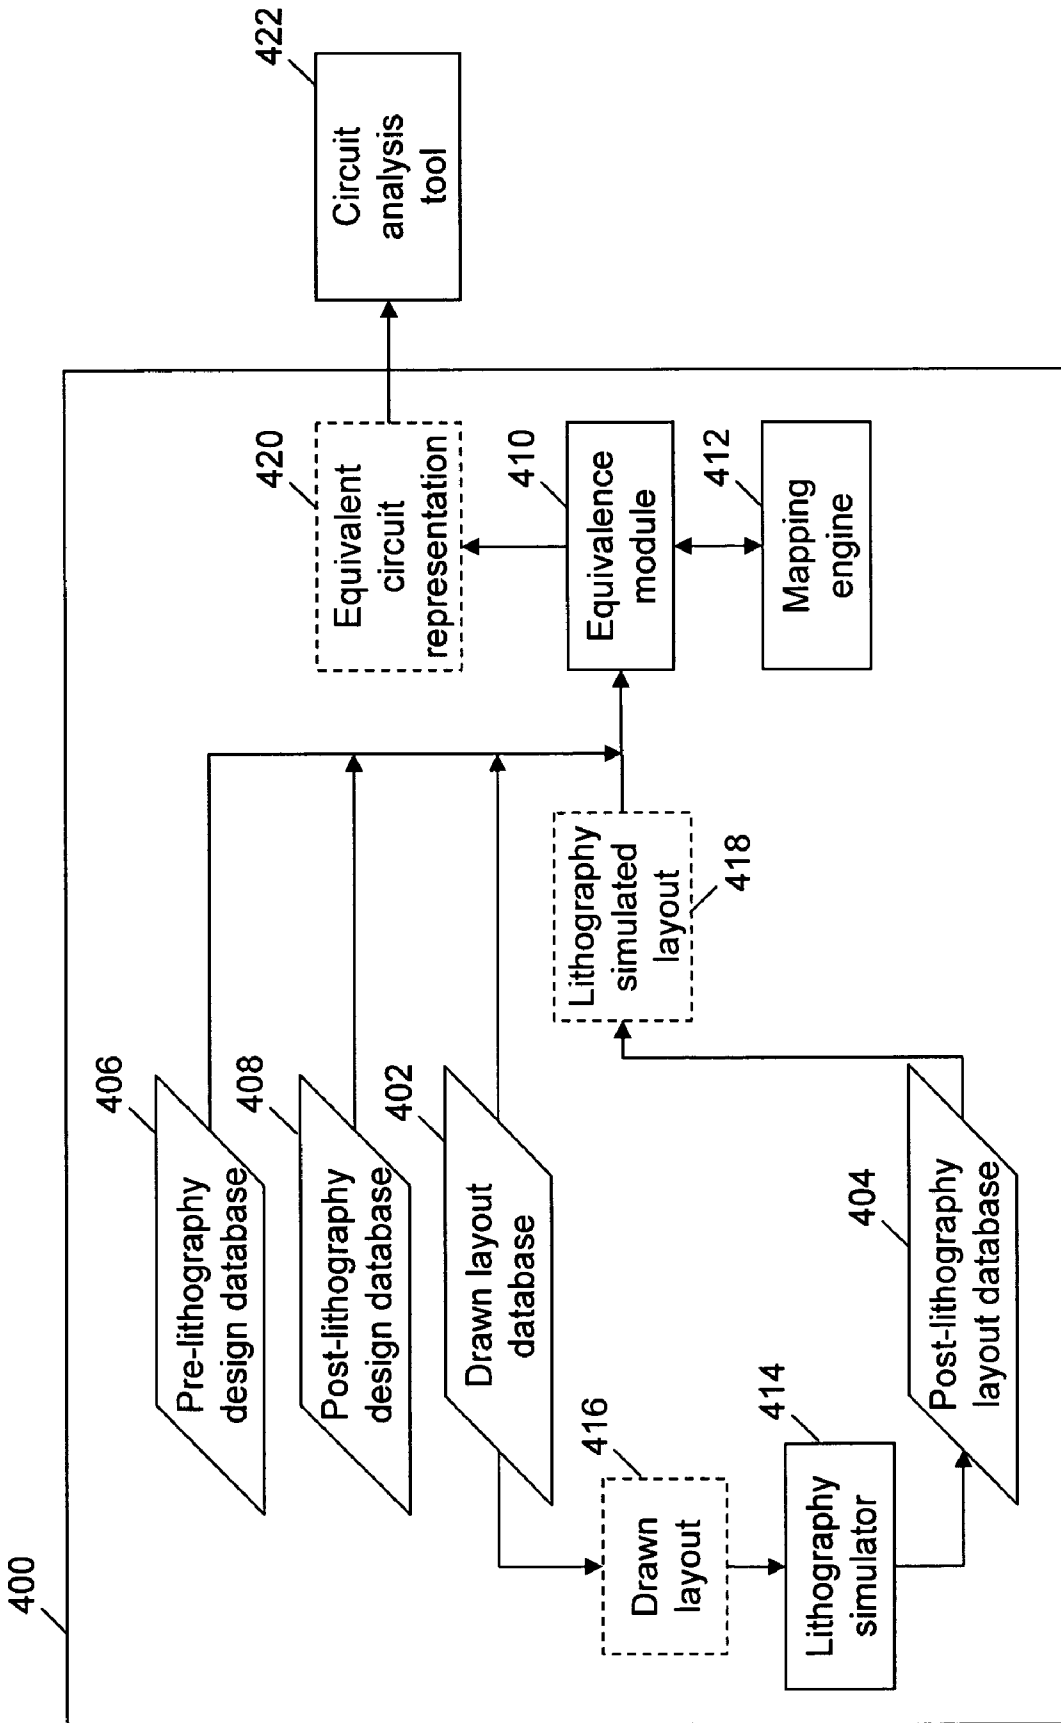 400
406
Pre-lithography
design database
408
Post-lithography
design database
402
Drawn layout
database
416
Drawn
layout
414
Lithography
simulator
404
Post-lithography
layout database
Lithography
simulated
layout
418
420
Equivalent
circuit
representation
410
Equivalence
module
412
Mapping
engine
422
Circuit
analysis
tool